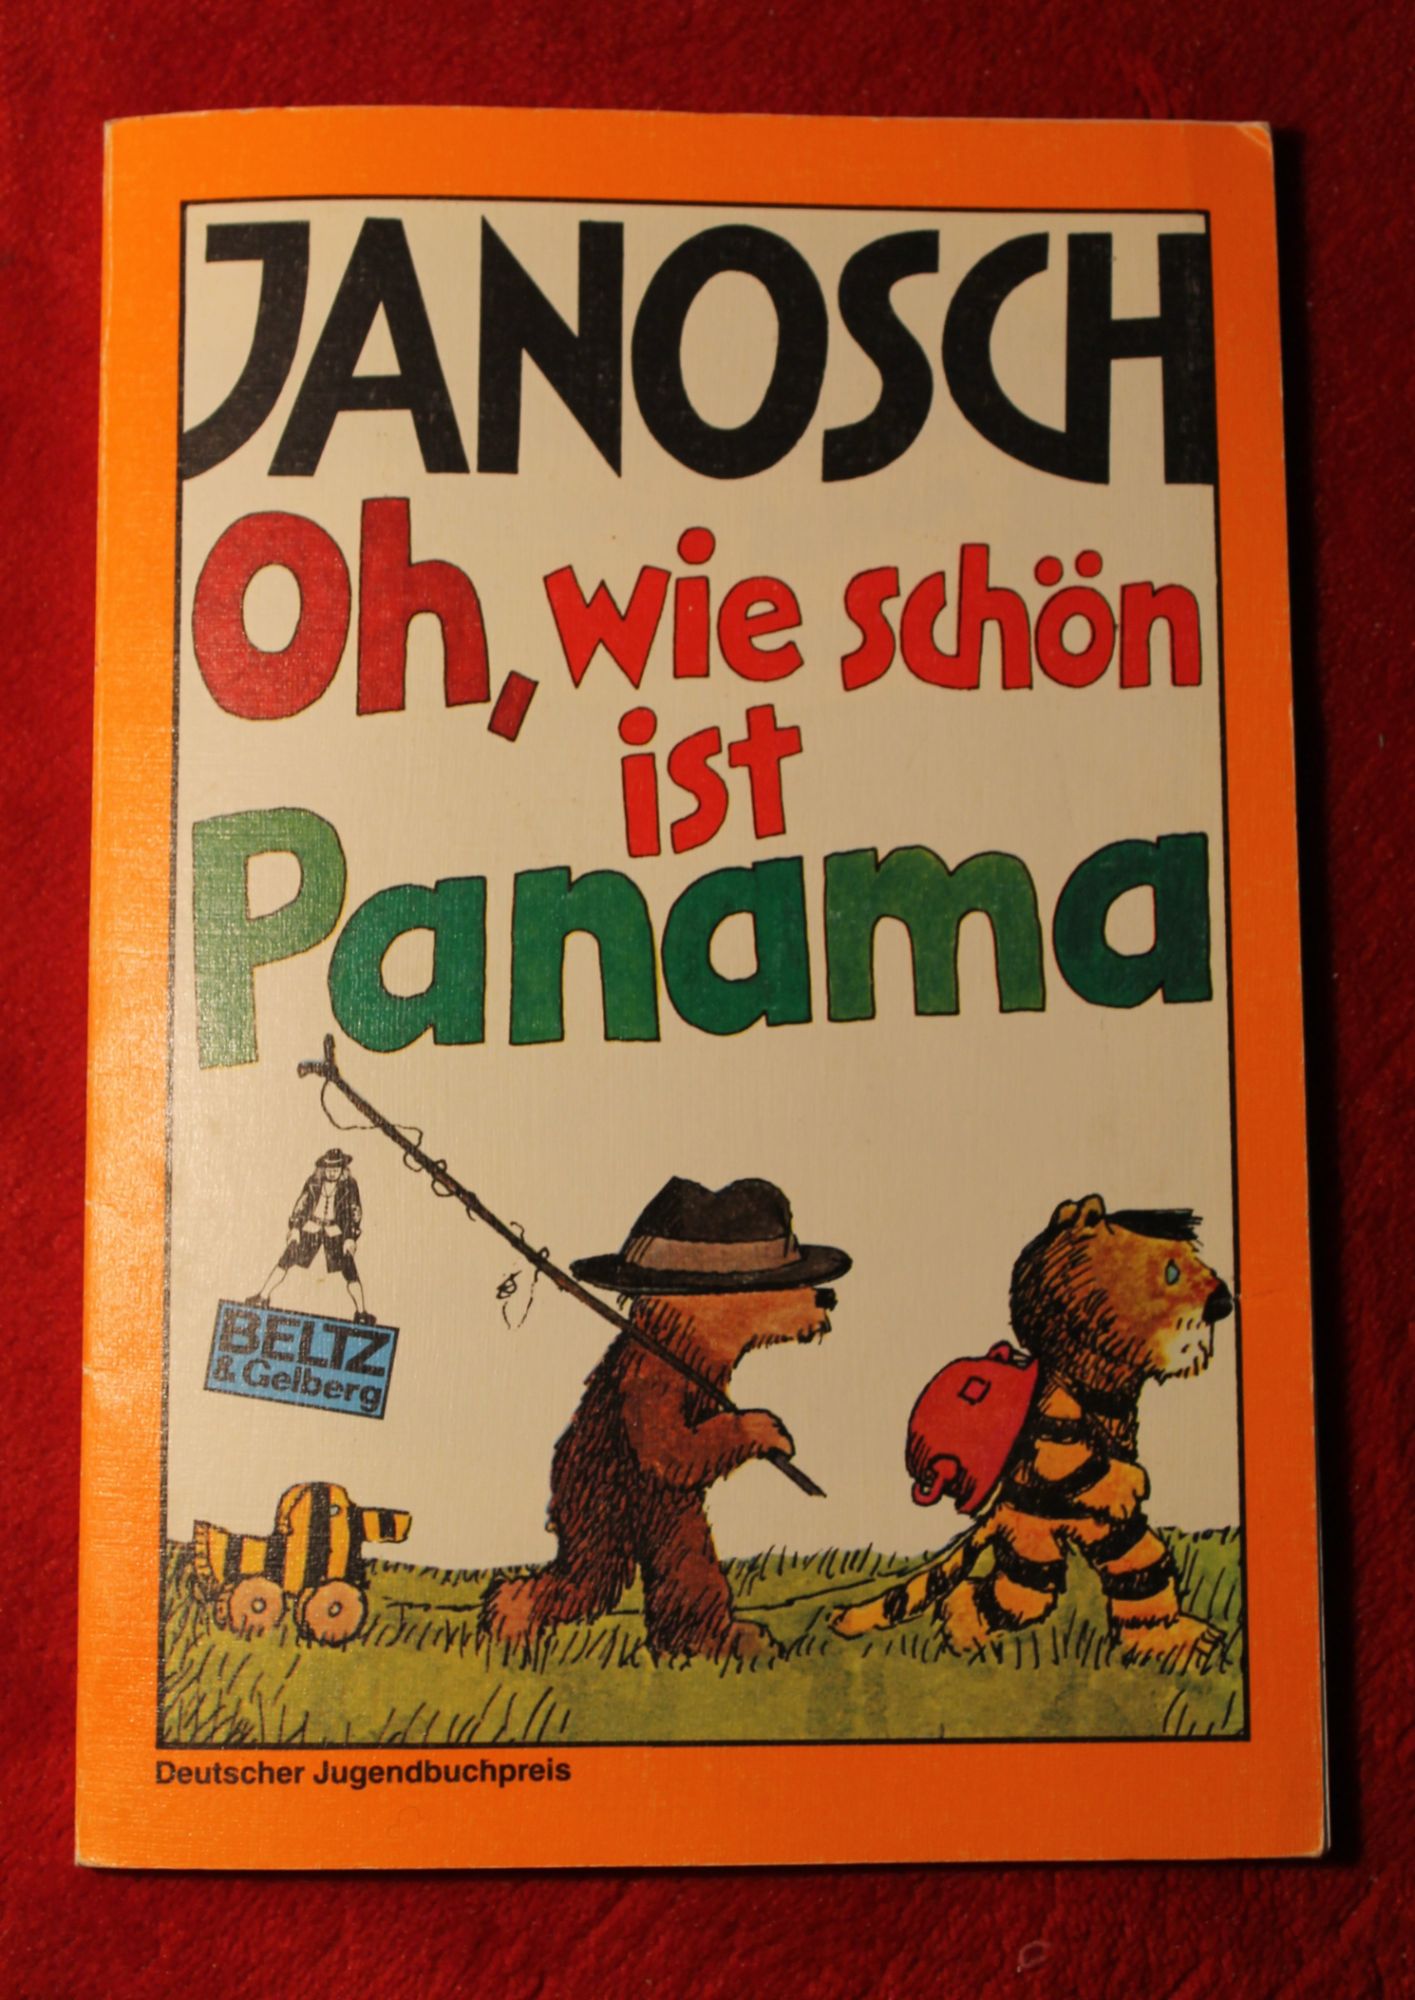 JANOSCH
Oh, wie schön
ist
Panama
BELTZ
& Gelberg
Deutscher Jugendbuchpreis